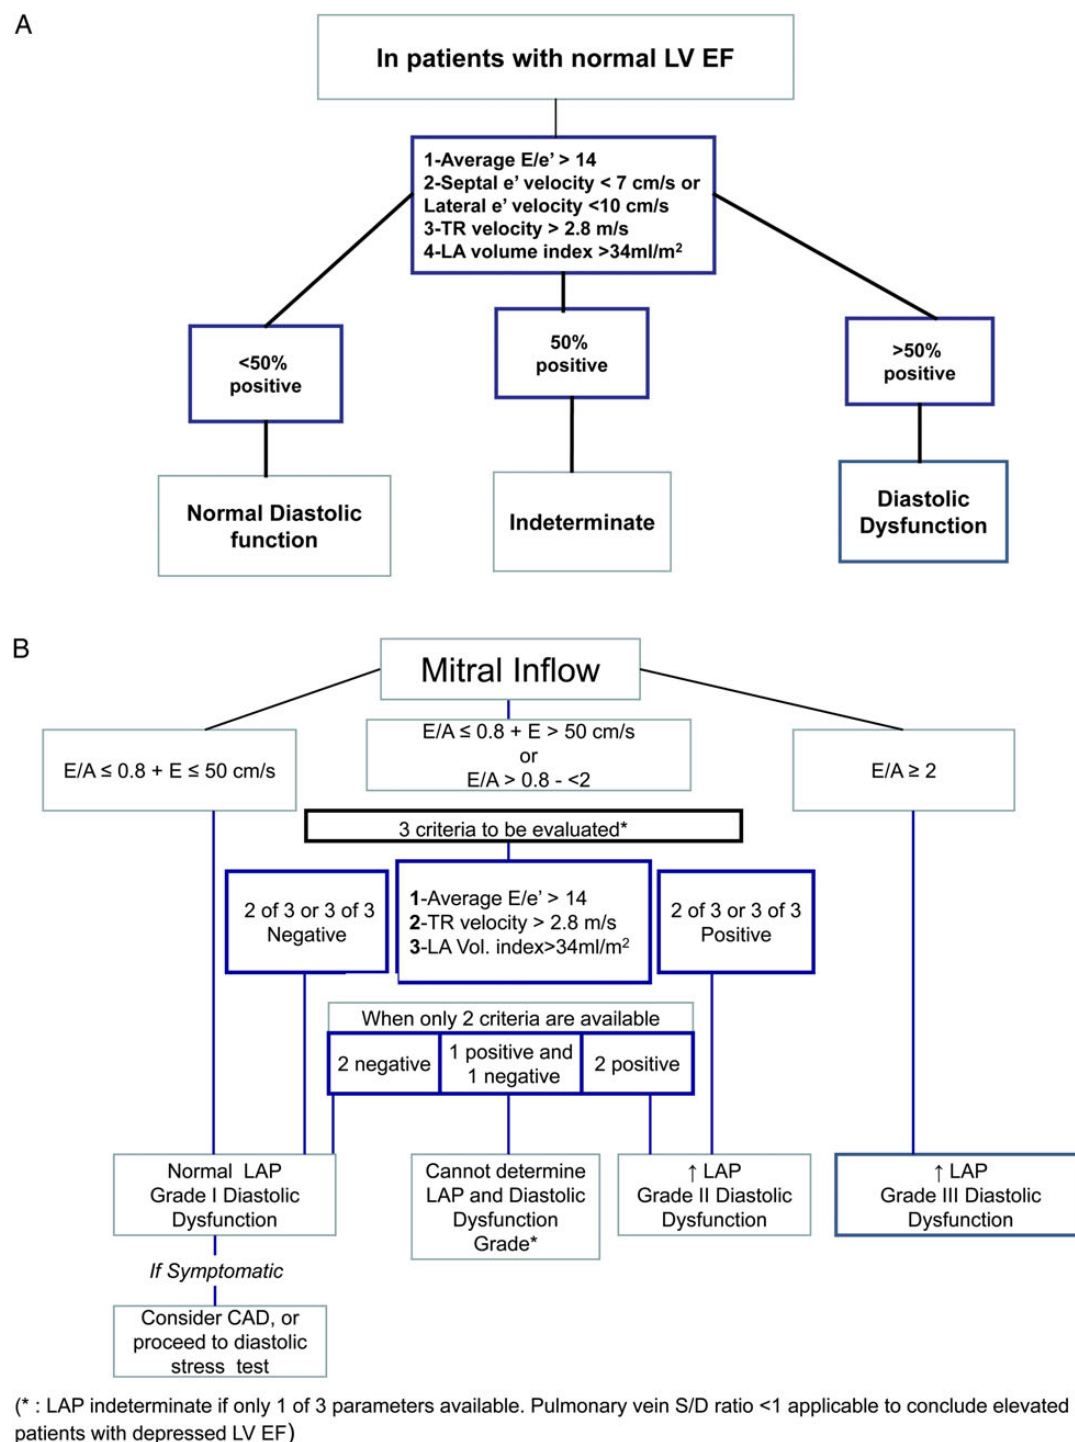 A
In patients with normal LV EF
1-Average E/e’ > 14
2-Septal e’ velocity < 7 cm/s or
Lateral e’ velocity <10 cm/s
3-TR velocity > 2.8 m/s
4-LA volume index >34ml/m²
<50%
positive
50%
positive
>50%
positive
Normal Diastolic
function
Indeterminate
Diastolic
Dysfunction
B
Mitral Inflow
E/A ≤ 0.8 + E ≤ 50 cm/s
E/A ≤ 0.8 + E > 50 cm/s
or
E/A > 0.8 - <2
E/A ≥ 2
3 criteria to be evaluated*
2 of 3 or 3 of 3
Negative
1-Average E/e’ > 14
2-TR velocity > 2.8 m/s
3-LA Vol. index>34ml/m²
2 of 3 or 3 of 3
Positive
When only 2 criteria are available
2 negative
1 positive and
1 negative
2 positive
Normal LAP
Grade I Diastolic
Dysfunction
Cannot determine
LAP and Diastolic
Dysfunction
Grade*
↑ LAP
Grade II Diastolic
Dysfunction
↑ LAP
Grade III Diastolic
Dysfunction
If Symptomatic
Consider CAD, or
proceed to diastolic
stress test
(* : LAP indeterminate if only 1 of 3 parameters available. Pulmonary vein S/D ratio <1 applicable to conclude elevated
patients with depressed LV EF)